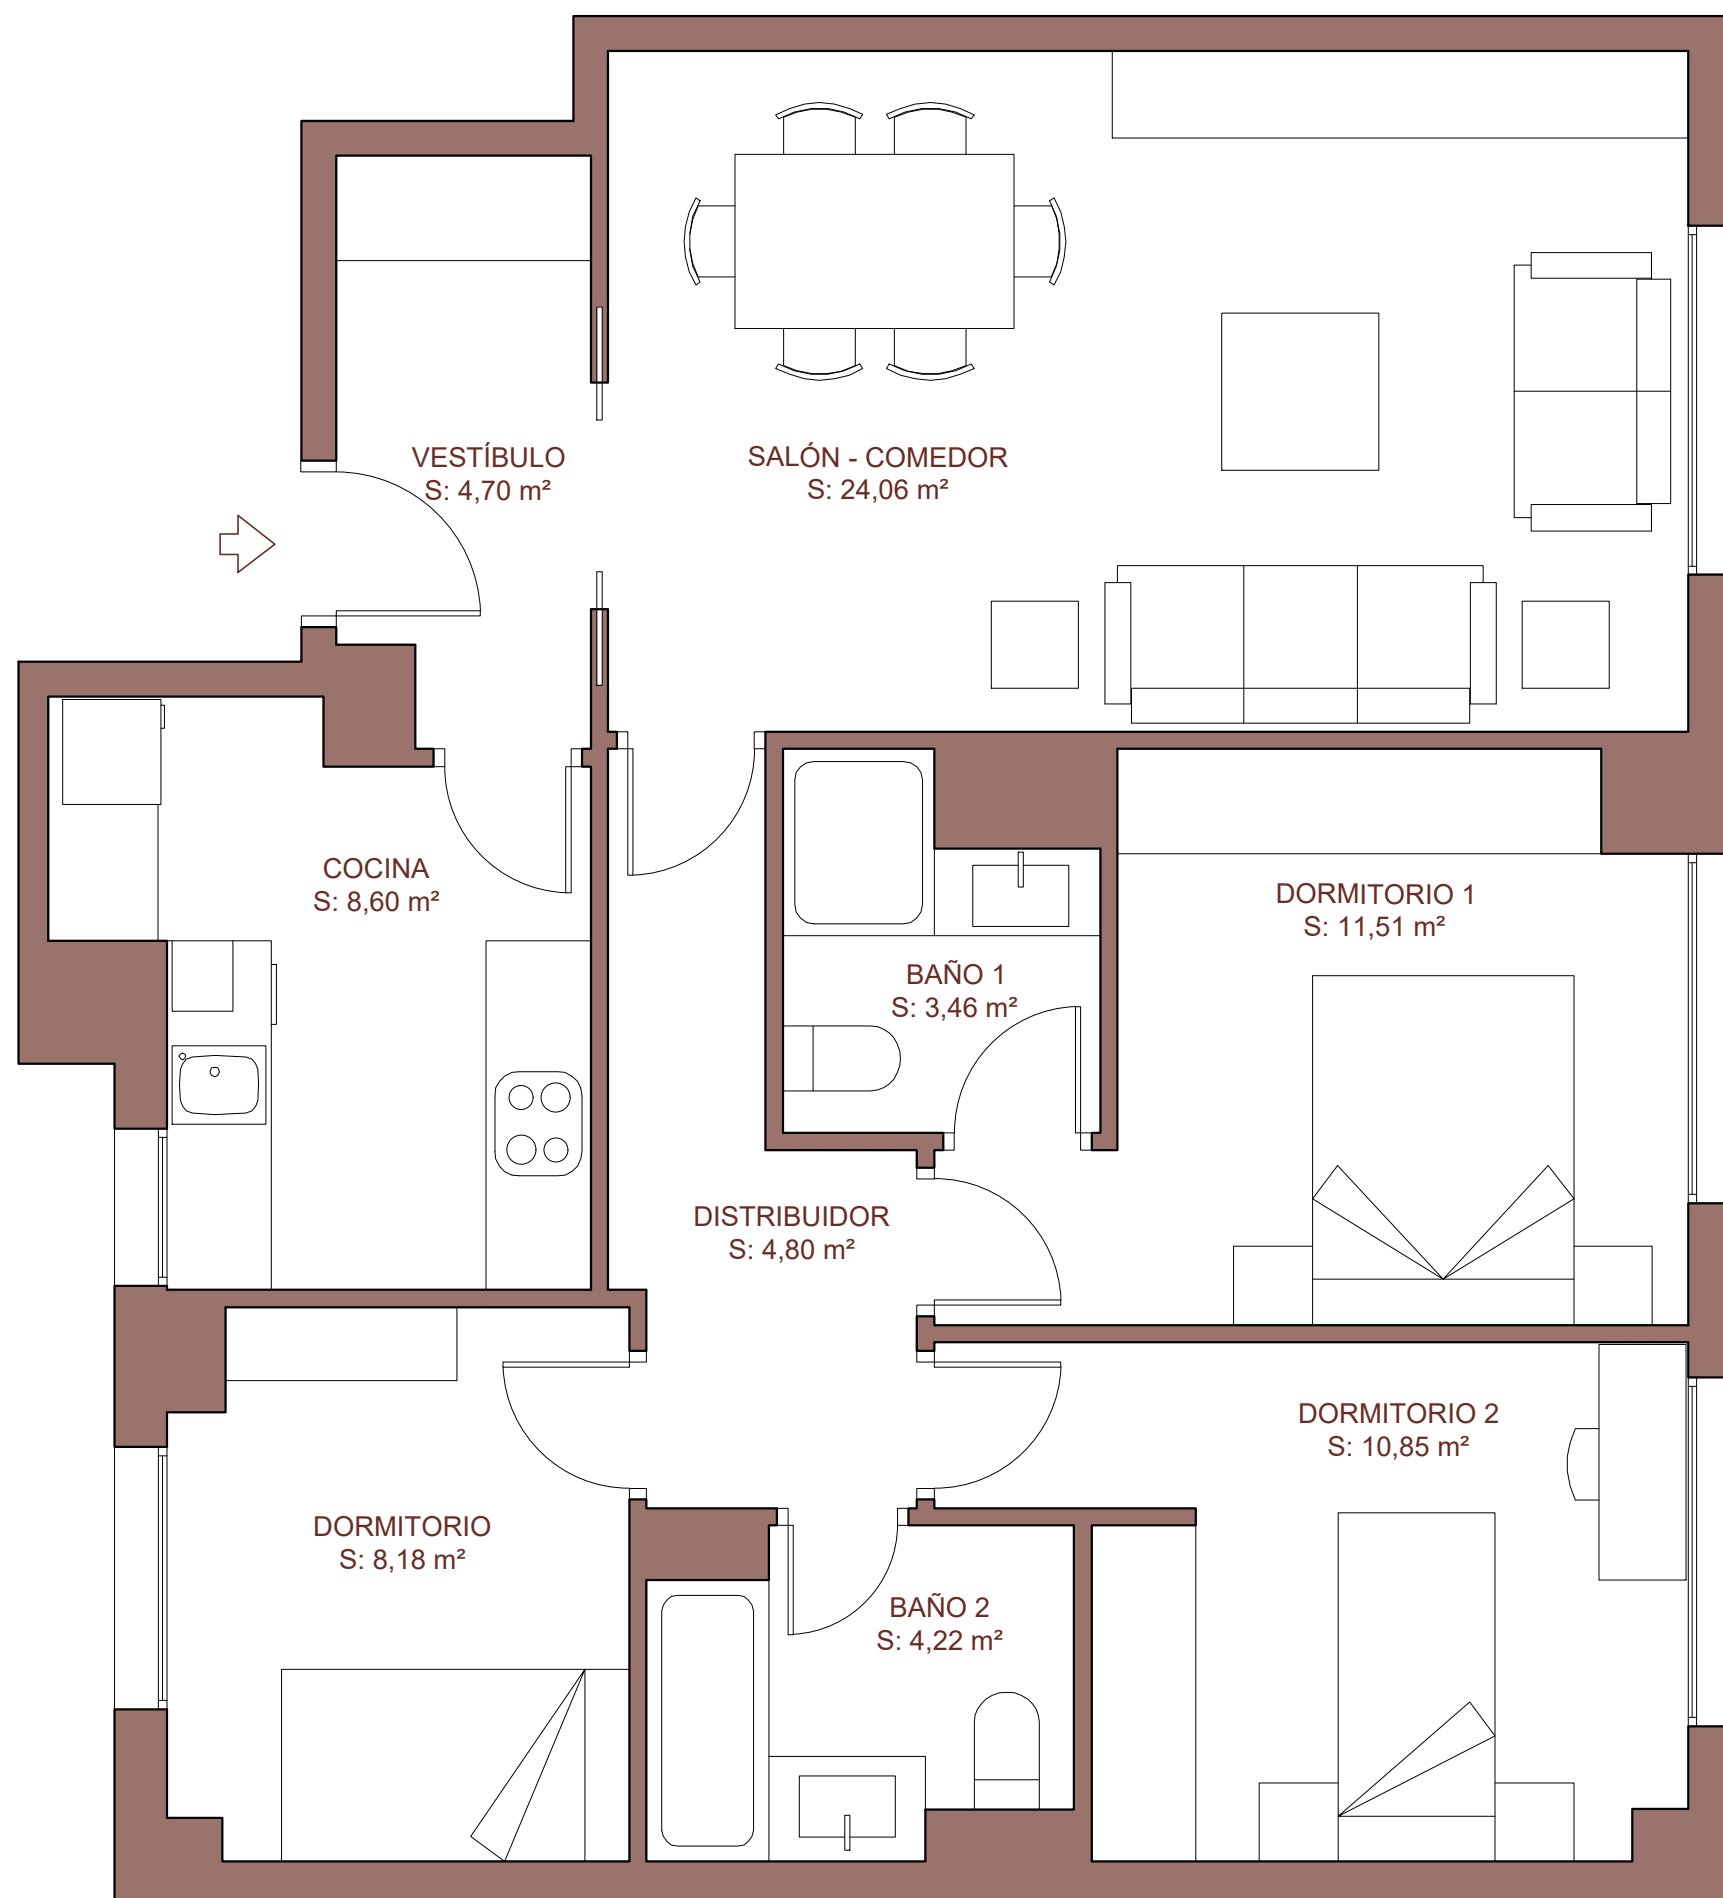 VESTÍBULO
S: 4,70 m²
SALÓN - COMEDOR
S: 24,06 m²
COCINA
S: 8,60 m²
DORMITORIO 1
S: 11,51 m²
BAÑO 1
S: 3,46 m²
DISTRIBUIDOR
S: 4,80 m²
DORMITORIO 2
S: 10,85 m²
DORMITORIO
S: 8,18 m²
BAÑO 2
S: 4,22 m²